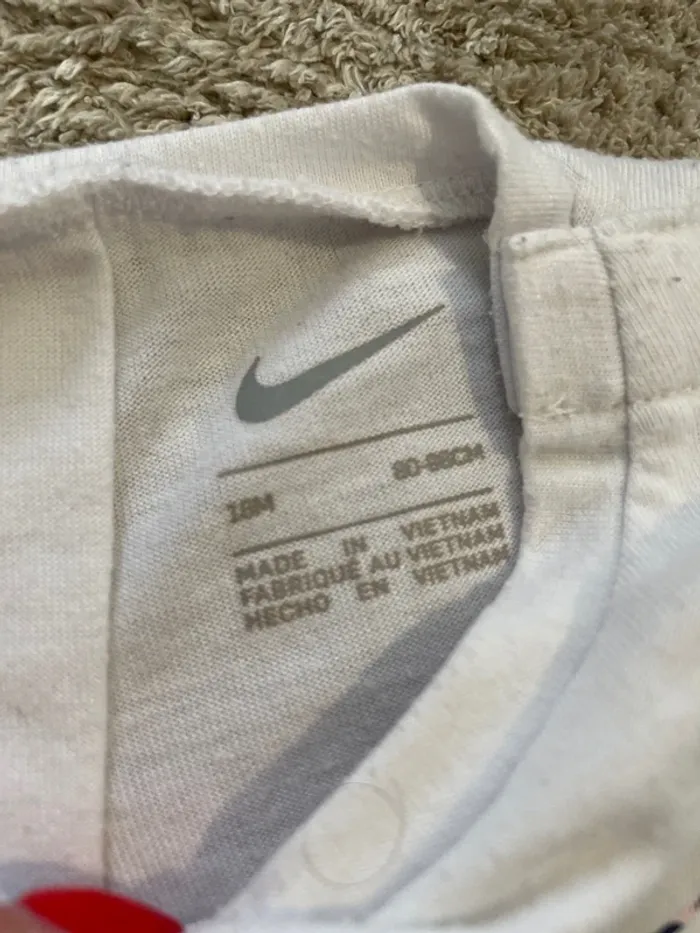 18M 80-86CM
MADE IN VIETNAM
FABRIQUÉ AU VIETNAM
HECHO EN VIETNAM